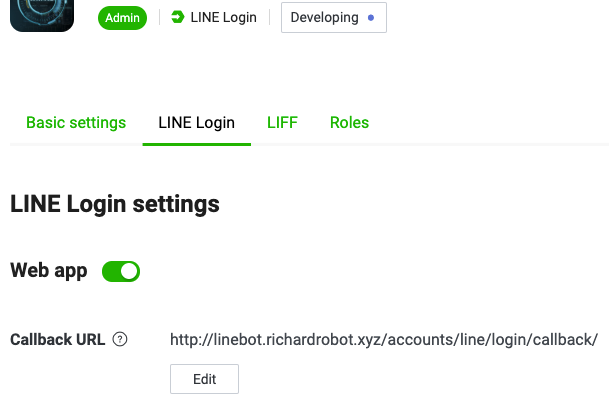 Admin LINE Login Developing
Basic settings LINE Login LIFF Roles
LINE Login settings
Web app
Callback URL ? http://linebot.richardrobot.xyz/accounts/line/login/callback/
Edit